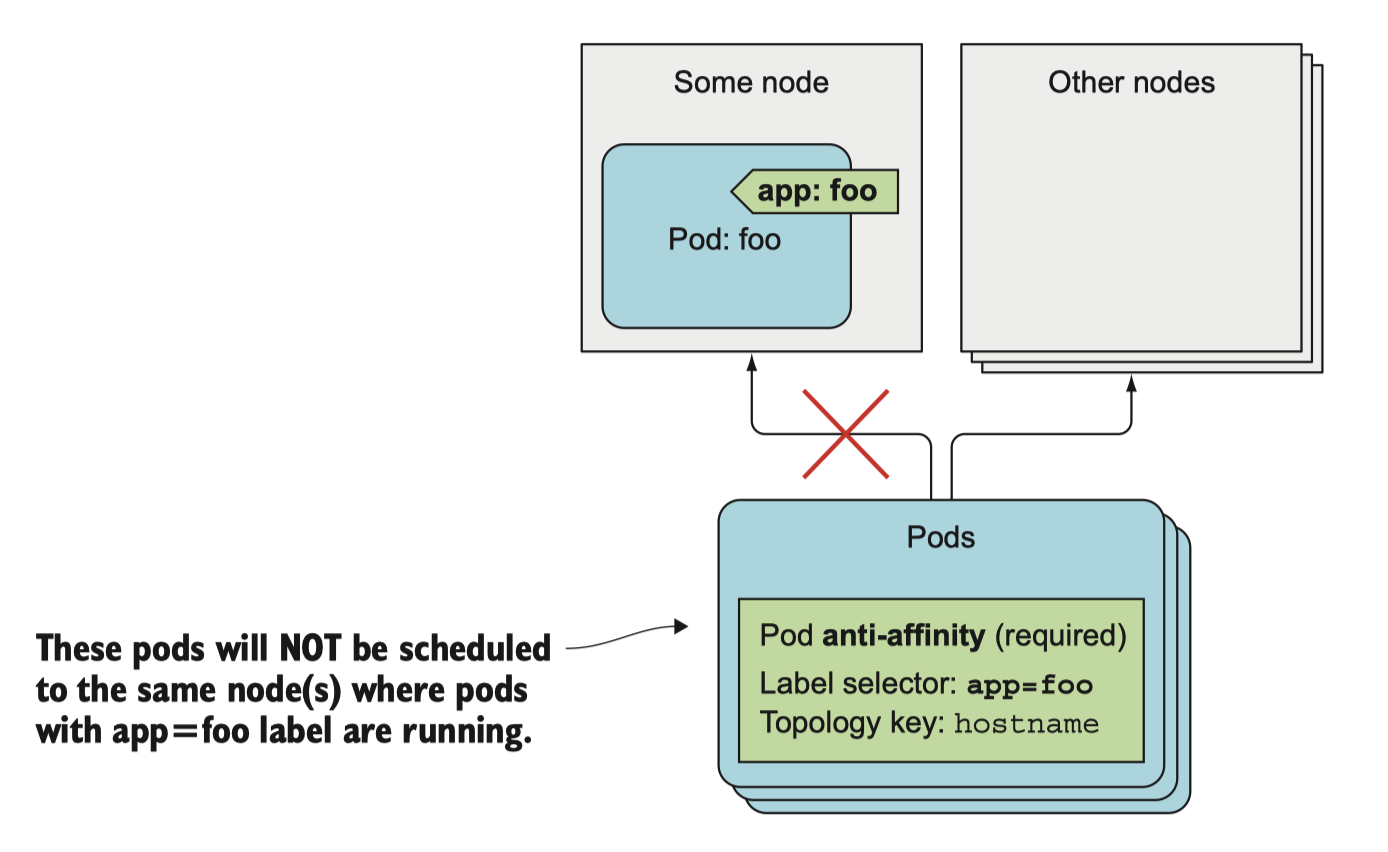 Some node
Other nodes
app: foo
Pod: foo
Pods
Pod anti-affinity (required)
Label selector: app=foo
Topology key: hostname
These pods will NOT be scheduled
to the same node(s) where pods
with app=foo label are running.